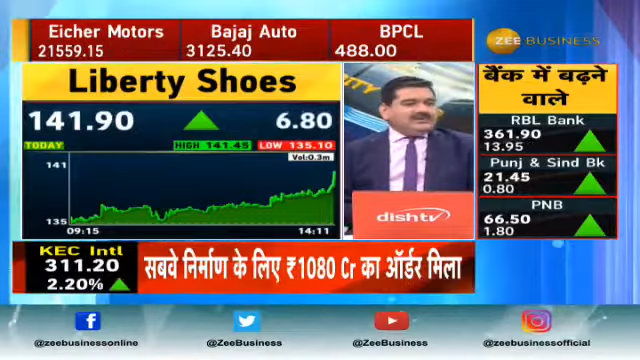 Eicher Motors
21559.15
Bajaj Auto
3125.40
BPCL
488.00
ZEE BUSINESS
Liberty Shoes
141.90
6.80
TODAY
HIGH 141.45
LOW 135.10
Vol:0.3m
141
135
09:15
14:11
dishtv
बैंक में बढ़ने
वाले
RBL Bank
361.90
13.95
Punj & Sind Bk
21.45
0.80
PNB
66.50
1.80
KEC Intl
311.20
2.20%
सबवे निर्माण के लिए ₹1080 Cr का ऑर्डर मिला
@zeebusinessonline
@ZeeBusiness
@ZeeBusiness
@zeebusinessofficial